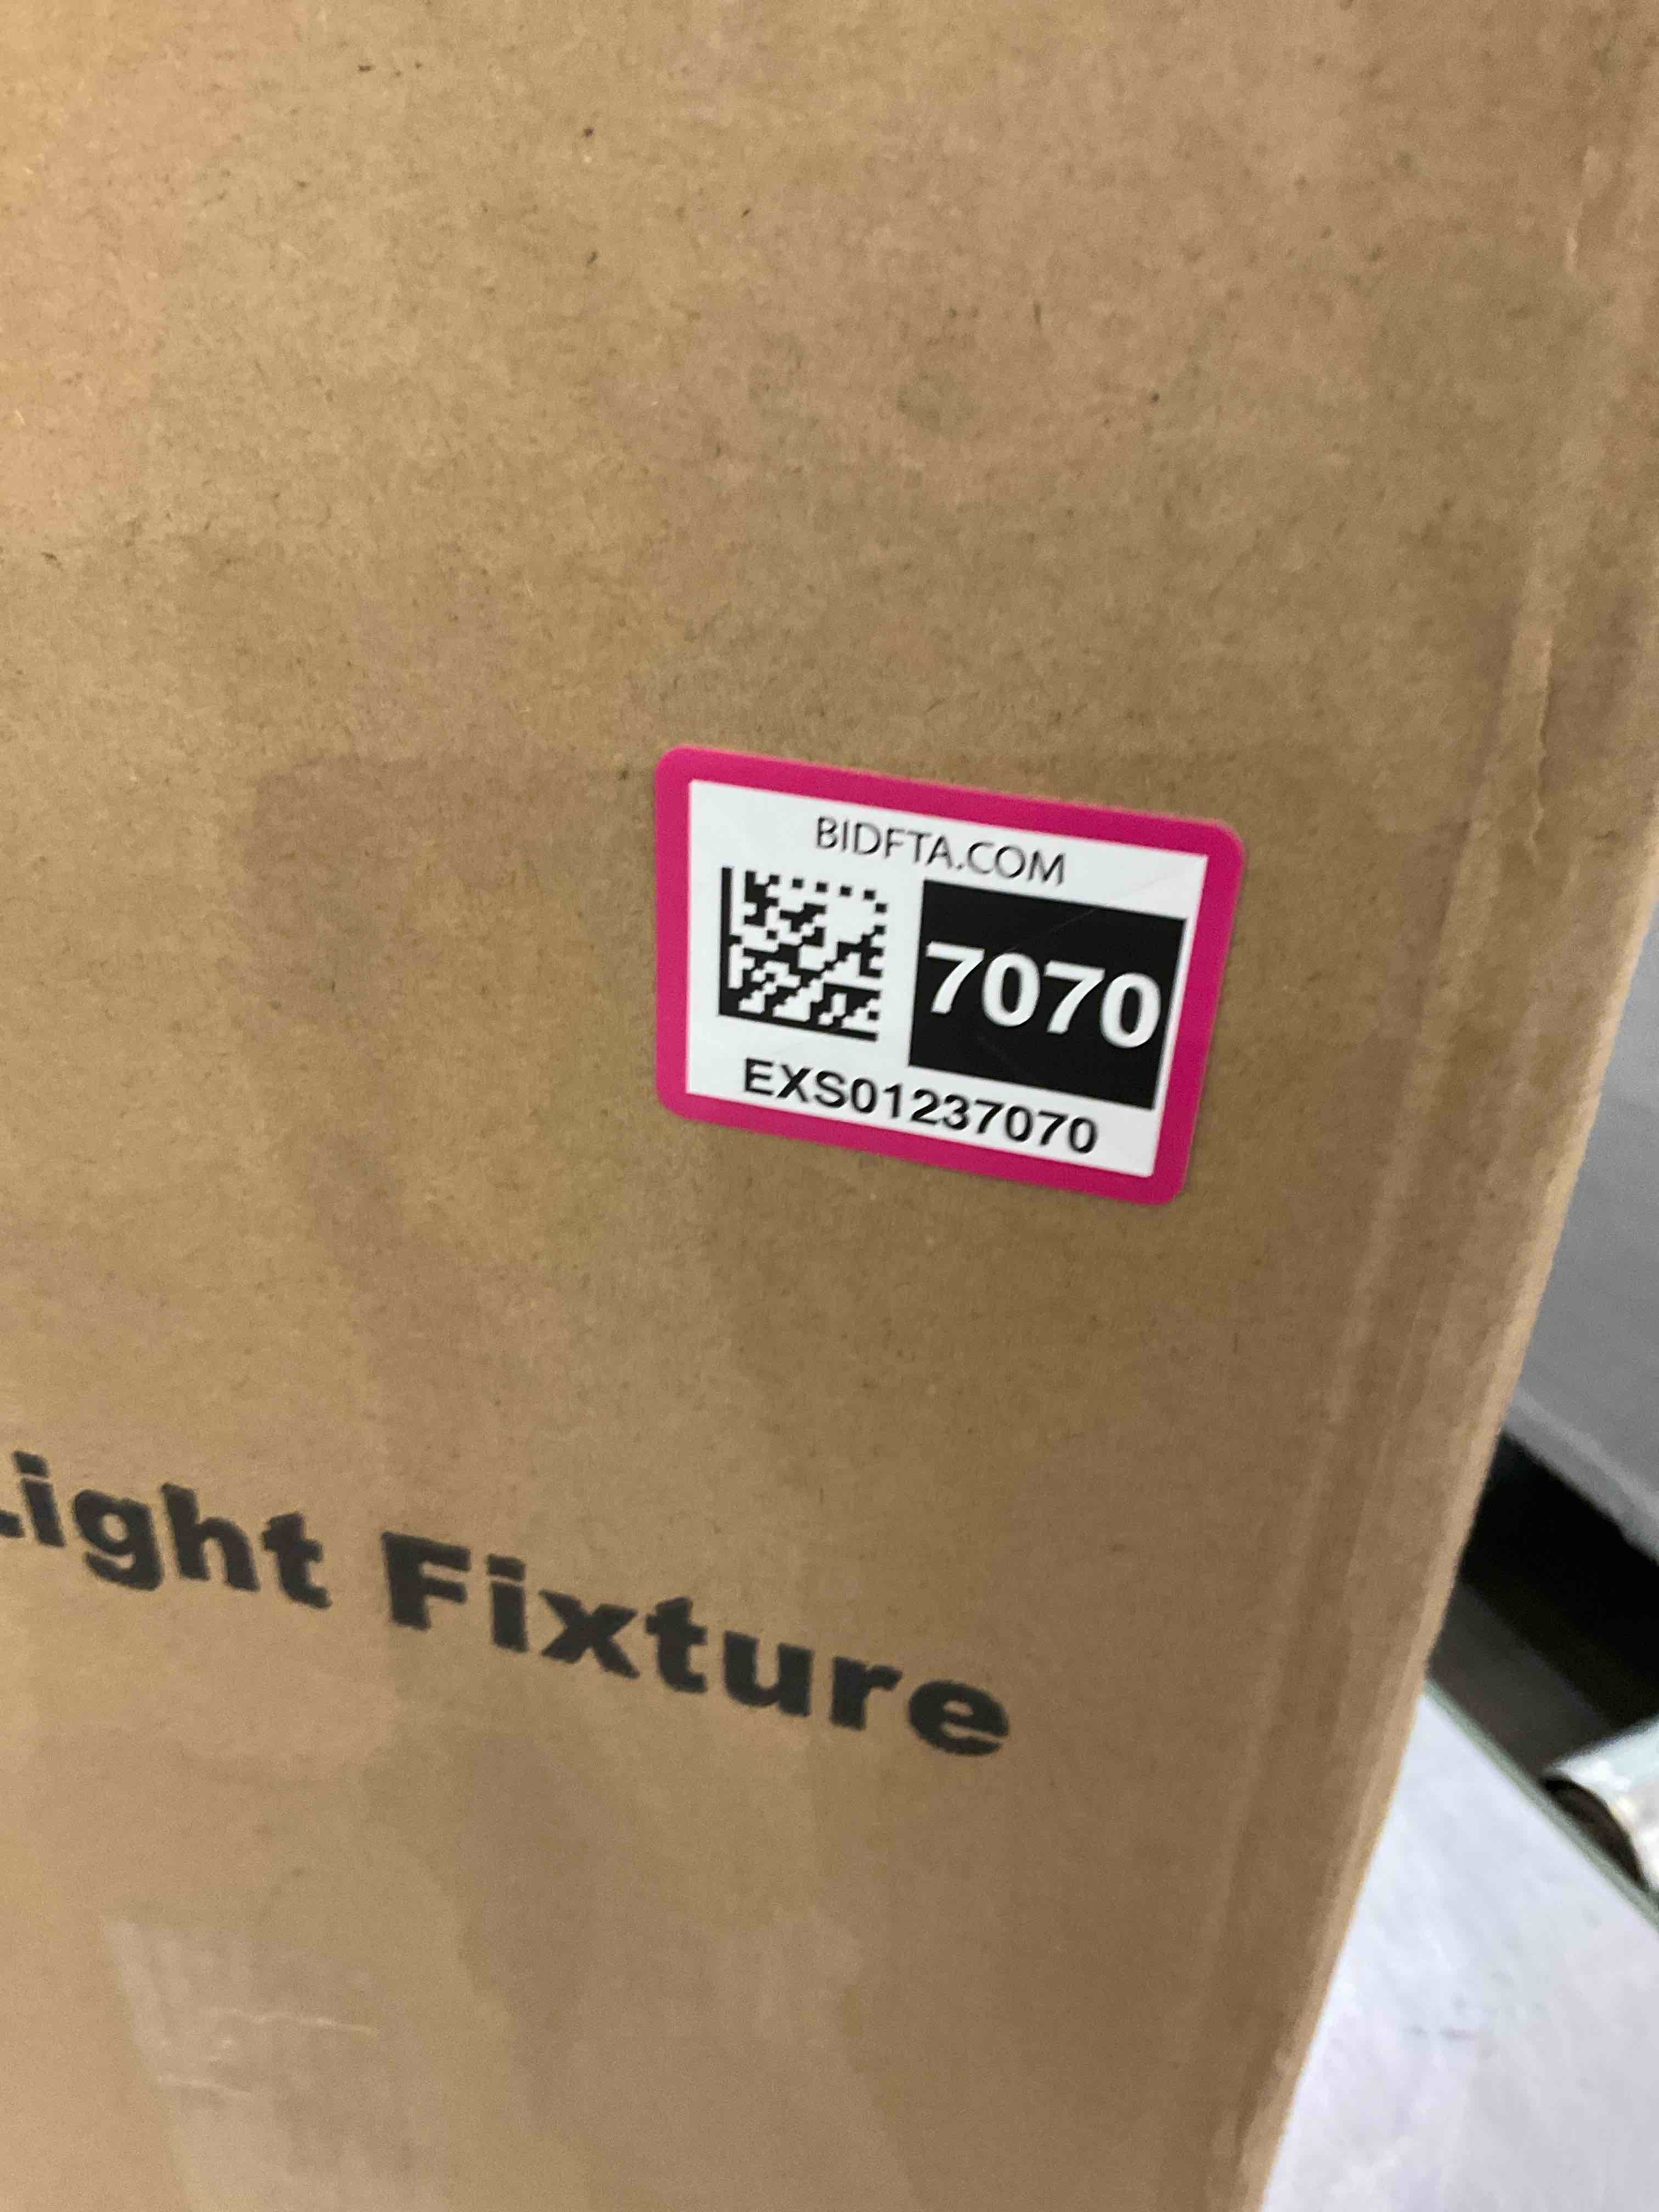 BIDFTA.COM
7070
EXS01237070
Light Fixture